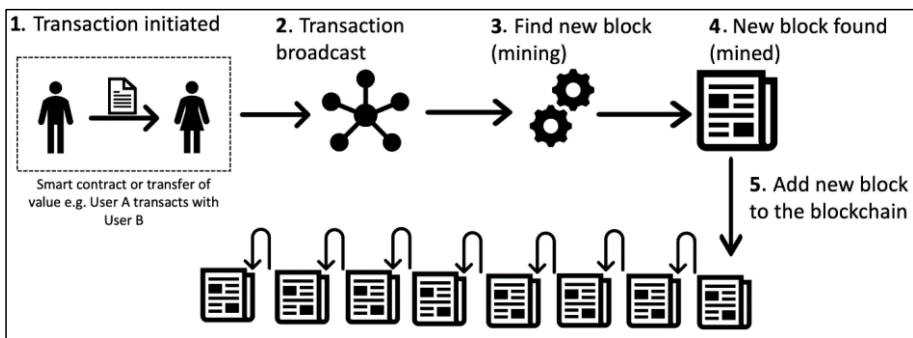 1. Transaction initiated
Smart contract or transfer of
value e.g. User A transacts with
User B
2. Transaction
broadcast
3. Find new block
(mining)
4. New block found
(mined)
5. Add new block
to the blockchain